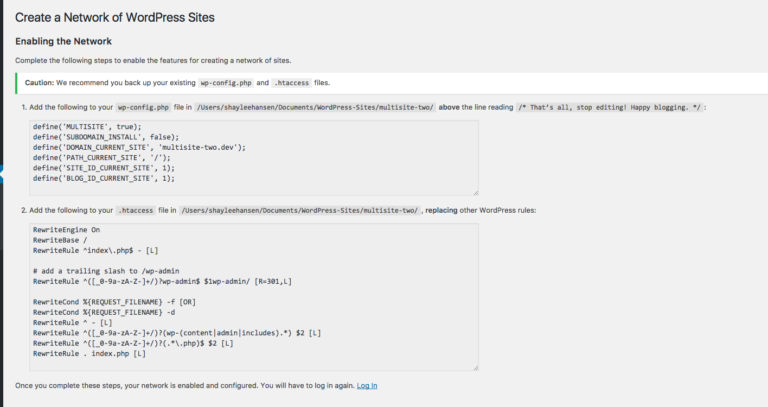 Create a Network of WordPress Sites
Enabling the Network
Complete the following steps to enable the features for creating a network of sites.
Caution: We recommend you back up your existing wp-config.php and .htaccess files.
1. Add the following to your wp-config.php file in /Users/shayleehansen/Documents/WordPress-Sites/multisite-two/ above the line reading /* That's all, stop editing! Happy blogging. */ :
define('MULTISITE', true);
define('SUBDOMAIN_INSTALL', false);
define('DOMAIN_CURRENT_SITE', 'multisite-two.dev');
define('PATH_CURRENT_SITE', '/');
define('SITE_ID_CURRENT_SITE', 1);
define('BLOG_ID_CURRENT_SITE', 1);
2. Add the following to your .htaccess file in /Users/shayleehansen/Documents/WordPress-Sites/multisite-two/ , replacing other WordPress rules:
RewriteEngine On
RewriteBase /
RewriteRule ^index\.php$ - [L]
# add a trailing slash to /wp-admin
RewriteRule ^([_0-9a-zA-Z-]+/)?wp-admin$ $1wp-admin/ [R=301,L]
RewriteCond %{REQUEST_FILENAME} -f [OR]
RewriteCond %{REQUEST_FILENAME} -d
RewriteRule ^ - [L]
RewriteRule ^([_0-9a-zA-Z-]+/)?(wp-(content|admin|includes).*) $2 [L]
RewriteRule ^([_0-9a-zA-Z-]+/)?(.*\.php)$ $2 [L]
RewriteRule . index.php [L]
Once you complete these steps, your network is enabled and configured. You will have to log in again. Log In